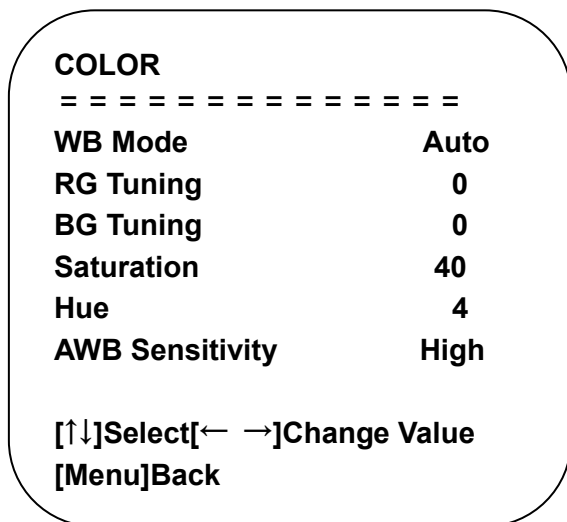 COLOR
= = = = = = = = = = = = = =
WB Mode Auto
RG Tuning 0
BG Tuning 0
Saturation 40
Hue 4
AWB Sensitivity High
[↑↓]Select[← →]Change Value
[Menu]Back